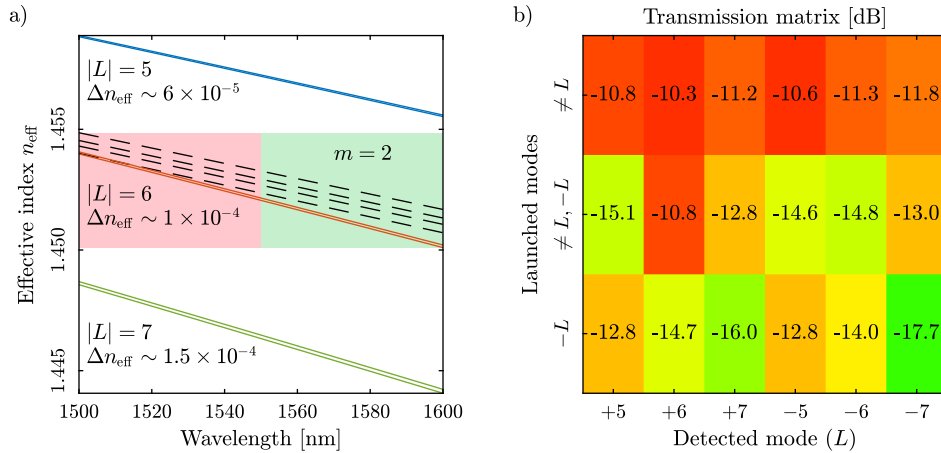 a)
Effective index n_eff
1.455
1.450
1.445
|L| = 5
Δn_eff ∼ 6 × 10⁻⁵
m = 2
|L| = 6
Δn_eff ∼ 1 × 10⁻⁴
|L| = 7
Δn_eff ∼ 1.5 × 10⁻⁴
1500 1520 1540 1560 1580 1600
Wavelength [nm]
b)
Transmission matrix [dB]
Launched modes
≠ L
≠ L, −L
−L
-10.8 -10.3 -11.2 -10.6 -11.3 -11.8
-15.1 -10.8 -12.8 -14.6 -14.8 -13.0
-12.8 -14.7 -16.0 -12.8 -14.0 -17.7
+5 +6 +7 −5 −6 −7
Detected mode (L)